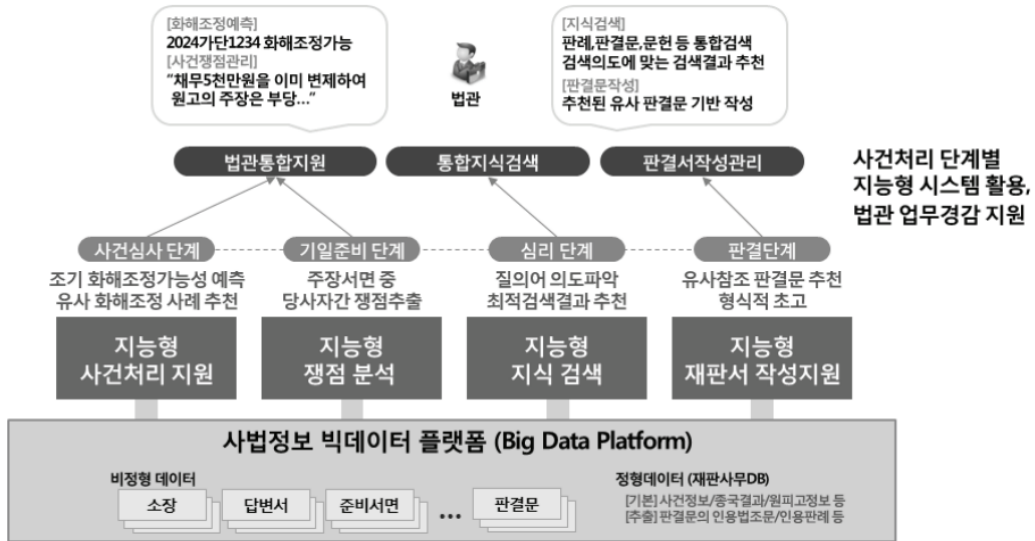 [화해조정예측]
2024가단1234 화해조정가능
[사건쟁점관리]
"채무5천만원을 이미 변제하여
원고의 주장은 부당..."
법관
[지식검색]
판례,판결문,문헌 등 통합검색
검색의도에 맞는 검색결과 추천
[판결문작성]
추천된 유사 판결문 기반 작성
법관통합지원
통합지식검색
판결서작성관리
사건처리 단계별
지능형 시스템 활용,
법관 업무경감 지원
사건심사 단계
기일준비 단계
심리 단계
판결단계
조기 화해조정가능성 예측
유사 화해조정 사례 추천
주장서면 중
당사자간 쟁점추출
질의어 의도파악
최적검색결과 추천
유사참조 판결문 추천
형식적 초고
지능형
사건처리 지원
지능형
쟁점 분석
지능형
지식 검색
지능형
재판서 작성지원
사법정보 빅데이터 플랫폼 (Big Data Platform)
비정형 데이터
소장
답변서
준비서면
...
판결문
정형데이터 (재판사무DB)
[기본] 사건정보/종국결과/원피고정보 등
[추출] 판결문의 인용법조문/인용판례 등